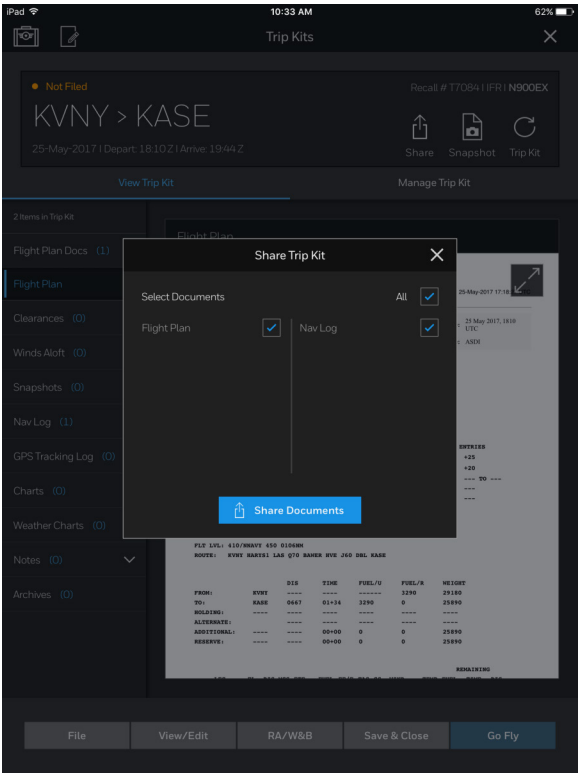 iPad 10:33 AM 62%
Trip Kits
Not Filed Recall # T7084 I IFR I N900EX
KVNY > KASE
25-May-2017 I Depart: 18:10 Z I Arrive: 19:44 Z
Share Snapshot Trip Kit
View Trip Kit Manage Trip Kit
2 Items in Trip Kit
Flight Plan
Flight Plan Docs (1)
Share Trip Kit
Flight Plan
Select Documents All
25-May-2017 17:18
Clearances (0)
Flight Plan Nav Log
: 25 May 2017, 1810
UTC
: ASDI
Winds Aloft (0)
Snapshots (0)
Nav Log (1)
GPS Tracking Log (0)
ENTRIES
+25
+20
--- TO ---
---
---
Charts (0)
Share Documents
Weather Charts (0)
FLT LVL: 410/WNAVY 450 0106NM
Notes (0)
ROUTE: KVNY HARYS1 LAS Q70 BAWER HVE J60 DBL KASE
DIS TIME FUEL/U FUEL/R WEIGHT
Archives (0)
FROM: KVNY ---- ---- ------ 3290 29180
TO: KASE 0667 01+34 3290 0 25890
HOLDING: ---- ---- ---- ---- ---- ----
ALTERNATE: ---- ---- ---- ---- ----
ADDITIONAL: ---- ---- 00+00 0 0 25890
RESERVE: ---- ---- 00+00 0 0 25890
REMAINING
File View/Edit RA/W&B Save & Close Go Fly